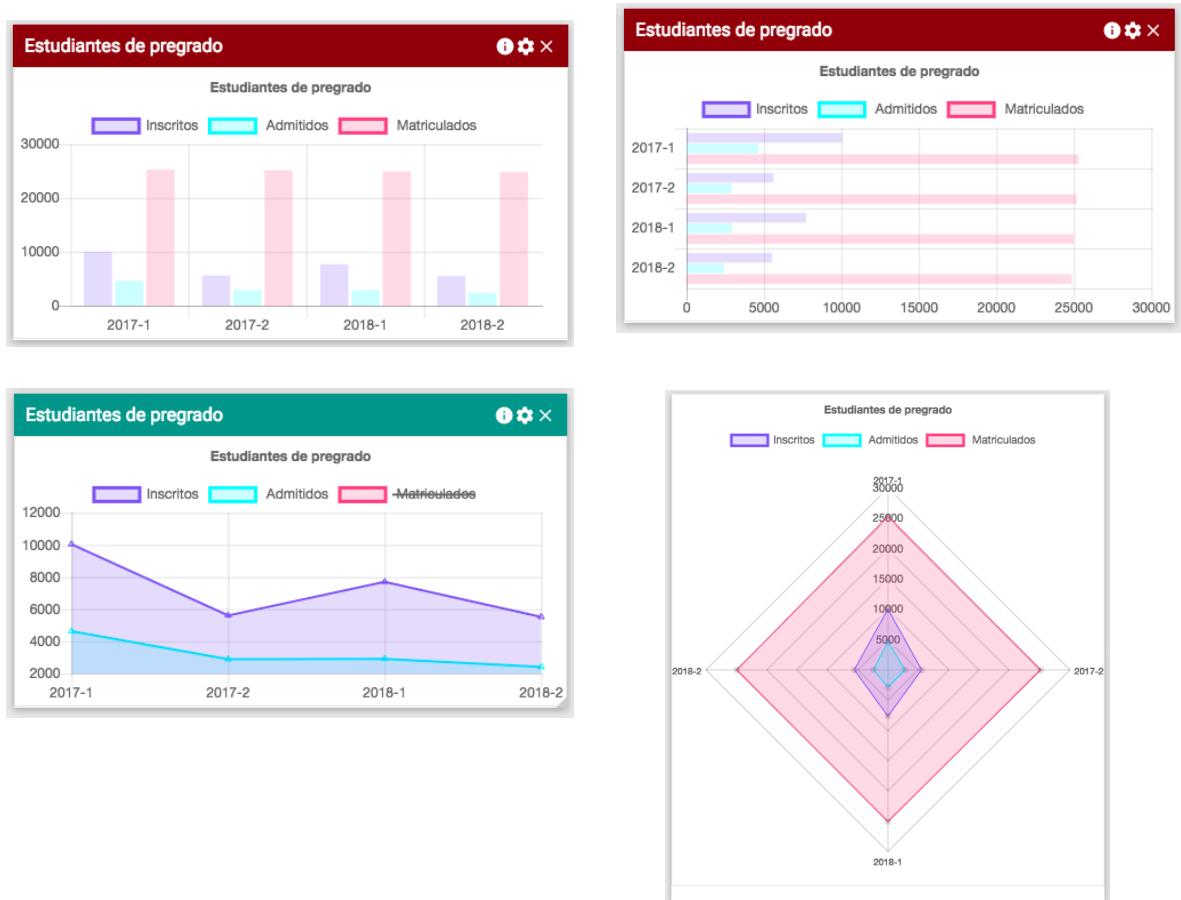 Estudiantes de pregrado
Estudiantes de pregrado
Inscritos Admitidos Matriculados
30000
20000
10000
0
2017-1 2017-2 2018-1 2018-2
Estudiantes de pregrado
Estudiantes de pregrado
Inscritos Admitidos Matriculados
2017-1
2017-2
2018-1
2018-2
0 5000 10000 15000 20000 25000 30000
Estudiantes de pregrado
Estudiantes de pregrado
Inscritos Admitidos Matriculados
12000
10000
8000
6000
4000
2000
2017-1 2017-2 2018-1 2018-2
Estudiantes de pregrado
Inscritos Admitidos Matriculados
2017-1
30000
25000
20000
15000
10000
5000
2018-2 2017-2
2018-1